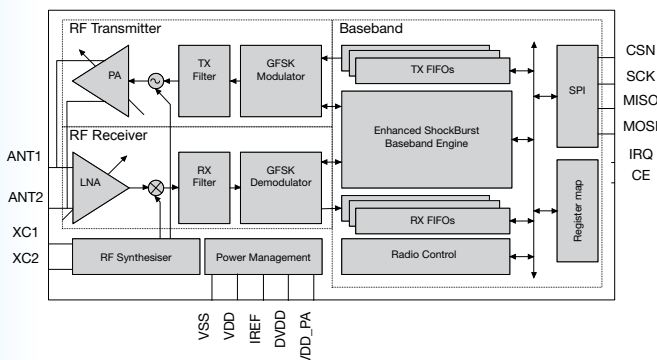 RF Transmitter
Baseband
PA
TX
Filter
GFSK
Modulator
TX FIFOs
SPI
CSN
SCK
MISO
MOSI
Enhanced ShockBurst
Baseband Engine
RF Receiver
ANT1
LNA
RX
Filter
GFSK
Demodulator
IRQ
CE
ANT2
RX FIFOs
Register map
XC1
XC2
RF Synthesiser
Power Management
Radio Control
VSS
VDD
IREF
DVDD
VDD_PA